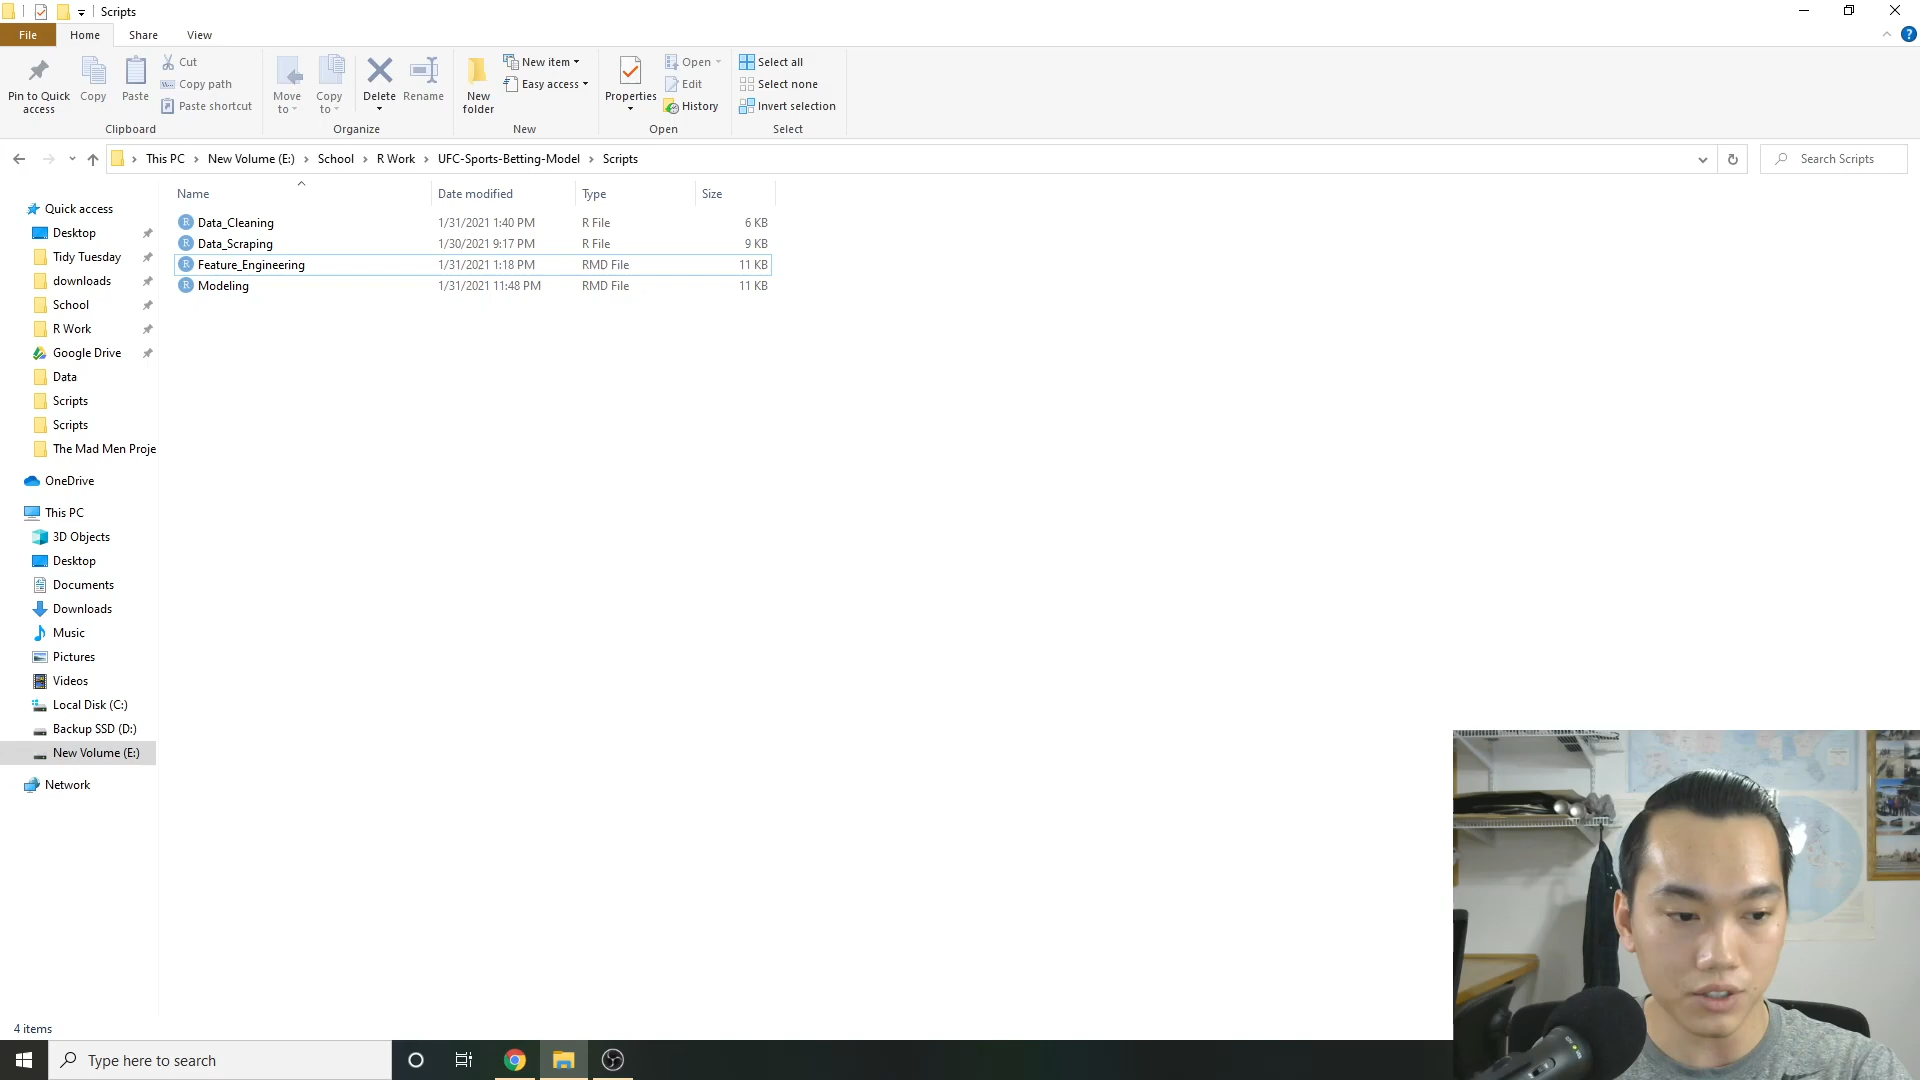 Scripts
File Home Share View
Pin to Quick access
Copy
Paste
Cut
Copy path
Paste shortcut
Clipboard
Move to
Copy to
Delete
Rename
Organize
New folder
New item
Easy access
New
Properties
Open
Edit
History
Open
Select all
Select none
Invert selection
Select
This PC > New Volume (E:) > School > R Work > UFC-Sports-Betting-Model > Scripts
Search Scripts
Name Date modified Type Size
Data_Cleaning 1/31/2021 1:40 PM R File 6 KB
Data_Scraping 1/30/2021 9:17 PM R File 9 KB
Feature_Engineering 1/31/2021 1:18 PM RMD File 11 KB
Modeling 1/31/2021 11:48 PM RMD File 11 KB
Quick access
Desktop
Tidy Tuesday
downloads
School
R Work
Google Drive
Data
Scripts
Scripts
The Mad Men Proje
OneDrive
This PC
3D Objects
Desktop
Documents
Downloads
Music
Pictures
Videos
Local Disk (C:)
Backup SSD (D:)
New Volume (E:)
Network
4 items
Type here to search